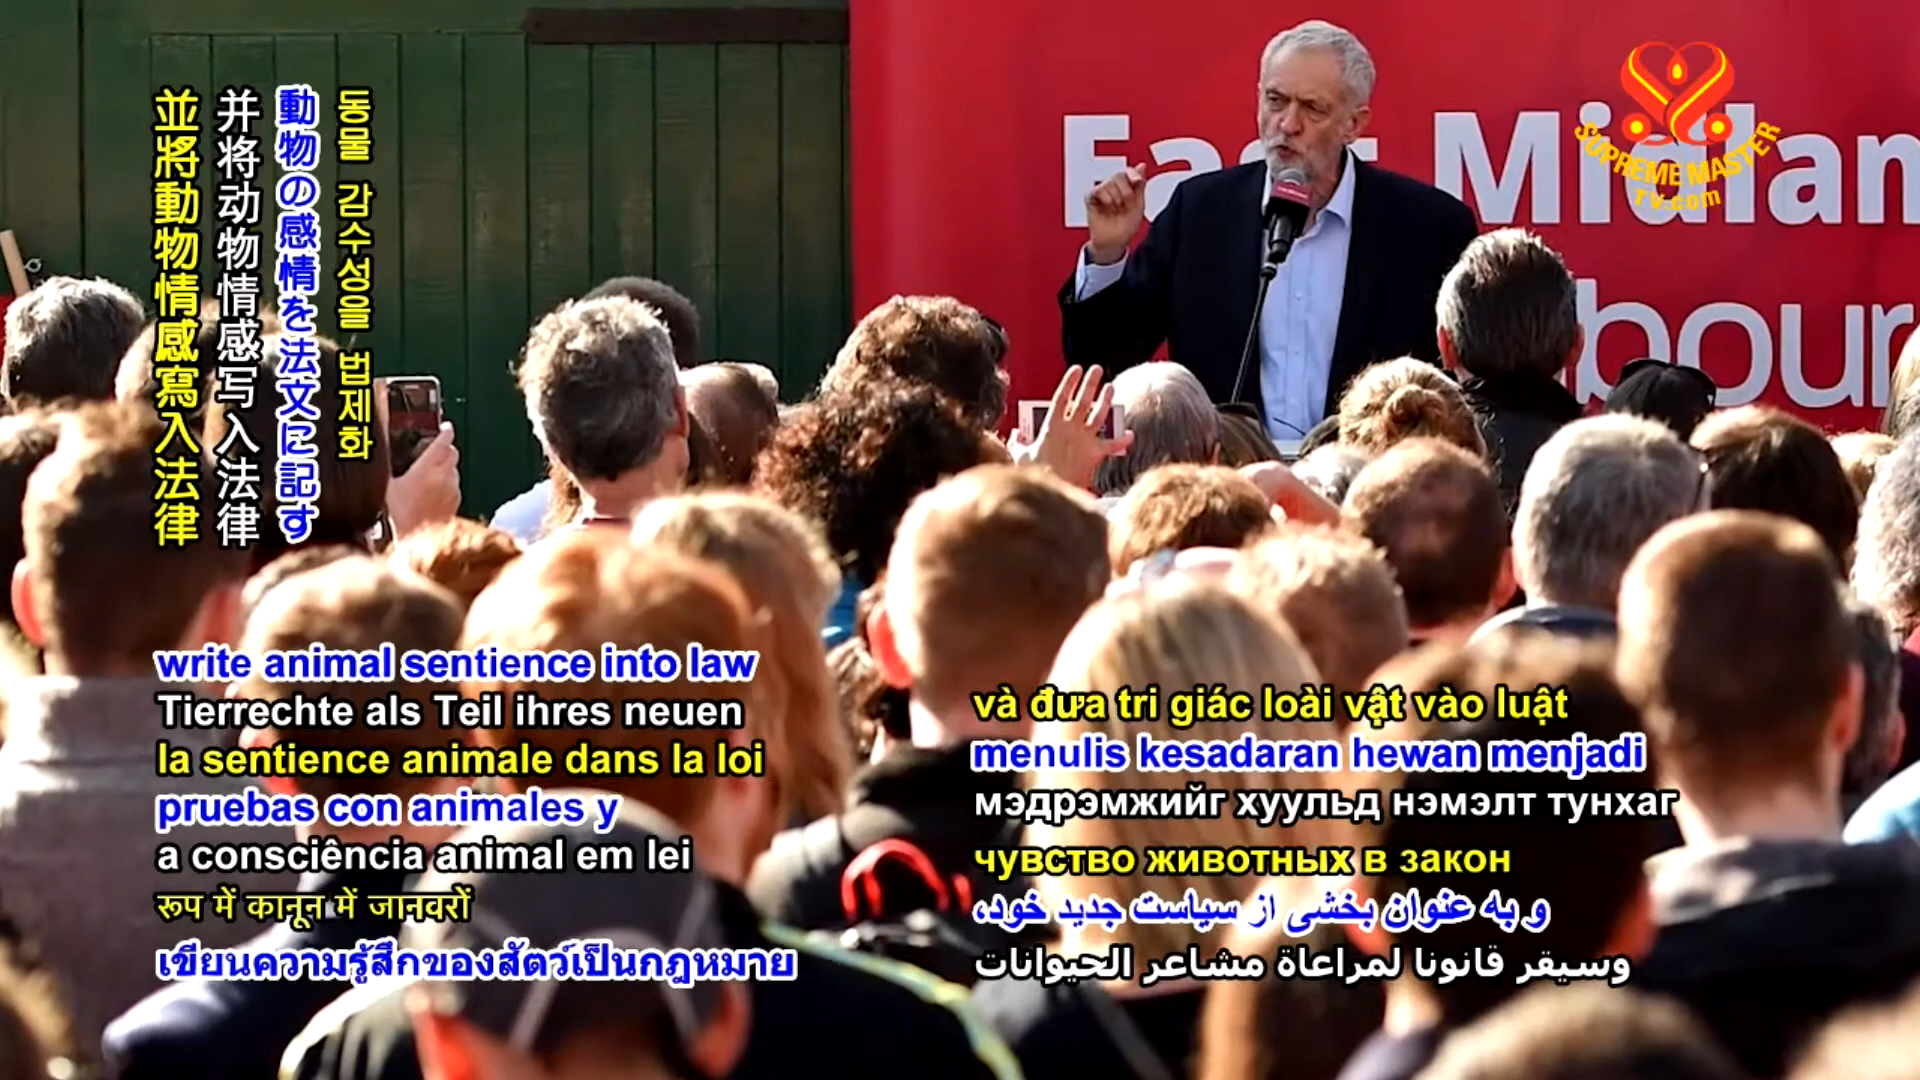 並將動物情感寫入法律
并将动物情感写入法律
動物の感情を法文に記す
동물 감수성을 법제화
East Midlan
bour
SUPREME MASTER
TV.com
write animal sentience into law
Tierrechte als Teil ihres neuen
la sentience animale dans la loi
pruebas con animales y
a consciência animal em lei
रूप में कानून में जानवरों
เขียนความรู้สึกของสัตว์เป็นกฎหมาย
và đưa tri giác loài vật vào luật
menulis kesadaran hewan menjadi
мэдрэмжийг хуульд нэмэлт тунхаг
чувство животных в закон
و به عنوان بخشی از سیاست جدید خود،
وسيقر قانونا لمراعاة مشاعر الحيوانات